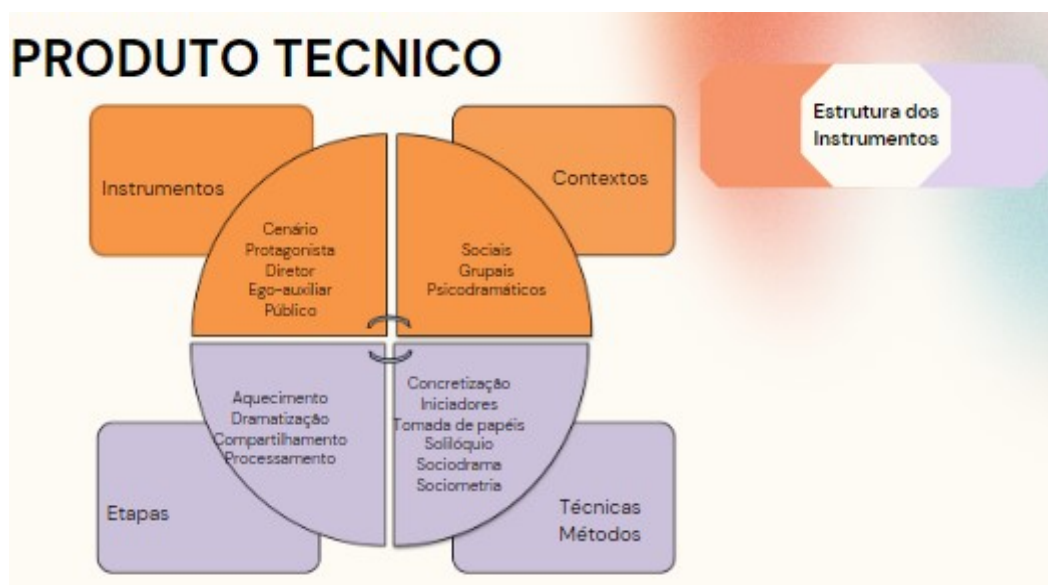 PRODUTO TECNICO
Estrutura dos
Instrumentos
Instrumentos
Cenário
Protagonista
Diretor
Ego-auxiliar
Público
Contextos
Sociais
Grupais
Psicodramáticos
Etapas
Aquecimento
Dramatização
Compartilhamento
Processamento
Concretização
Iniciadores
Tomada de papéis
Solilóquio
Sociodrama
Sociometria
Técnicas
Métodos